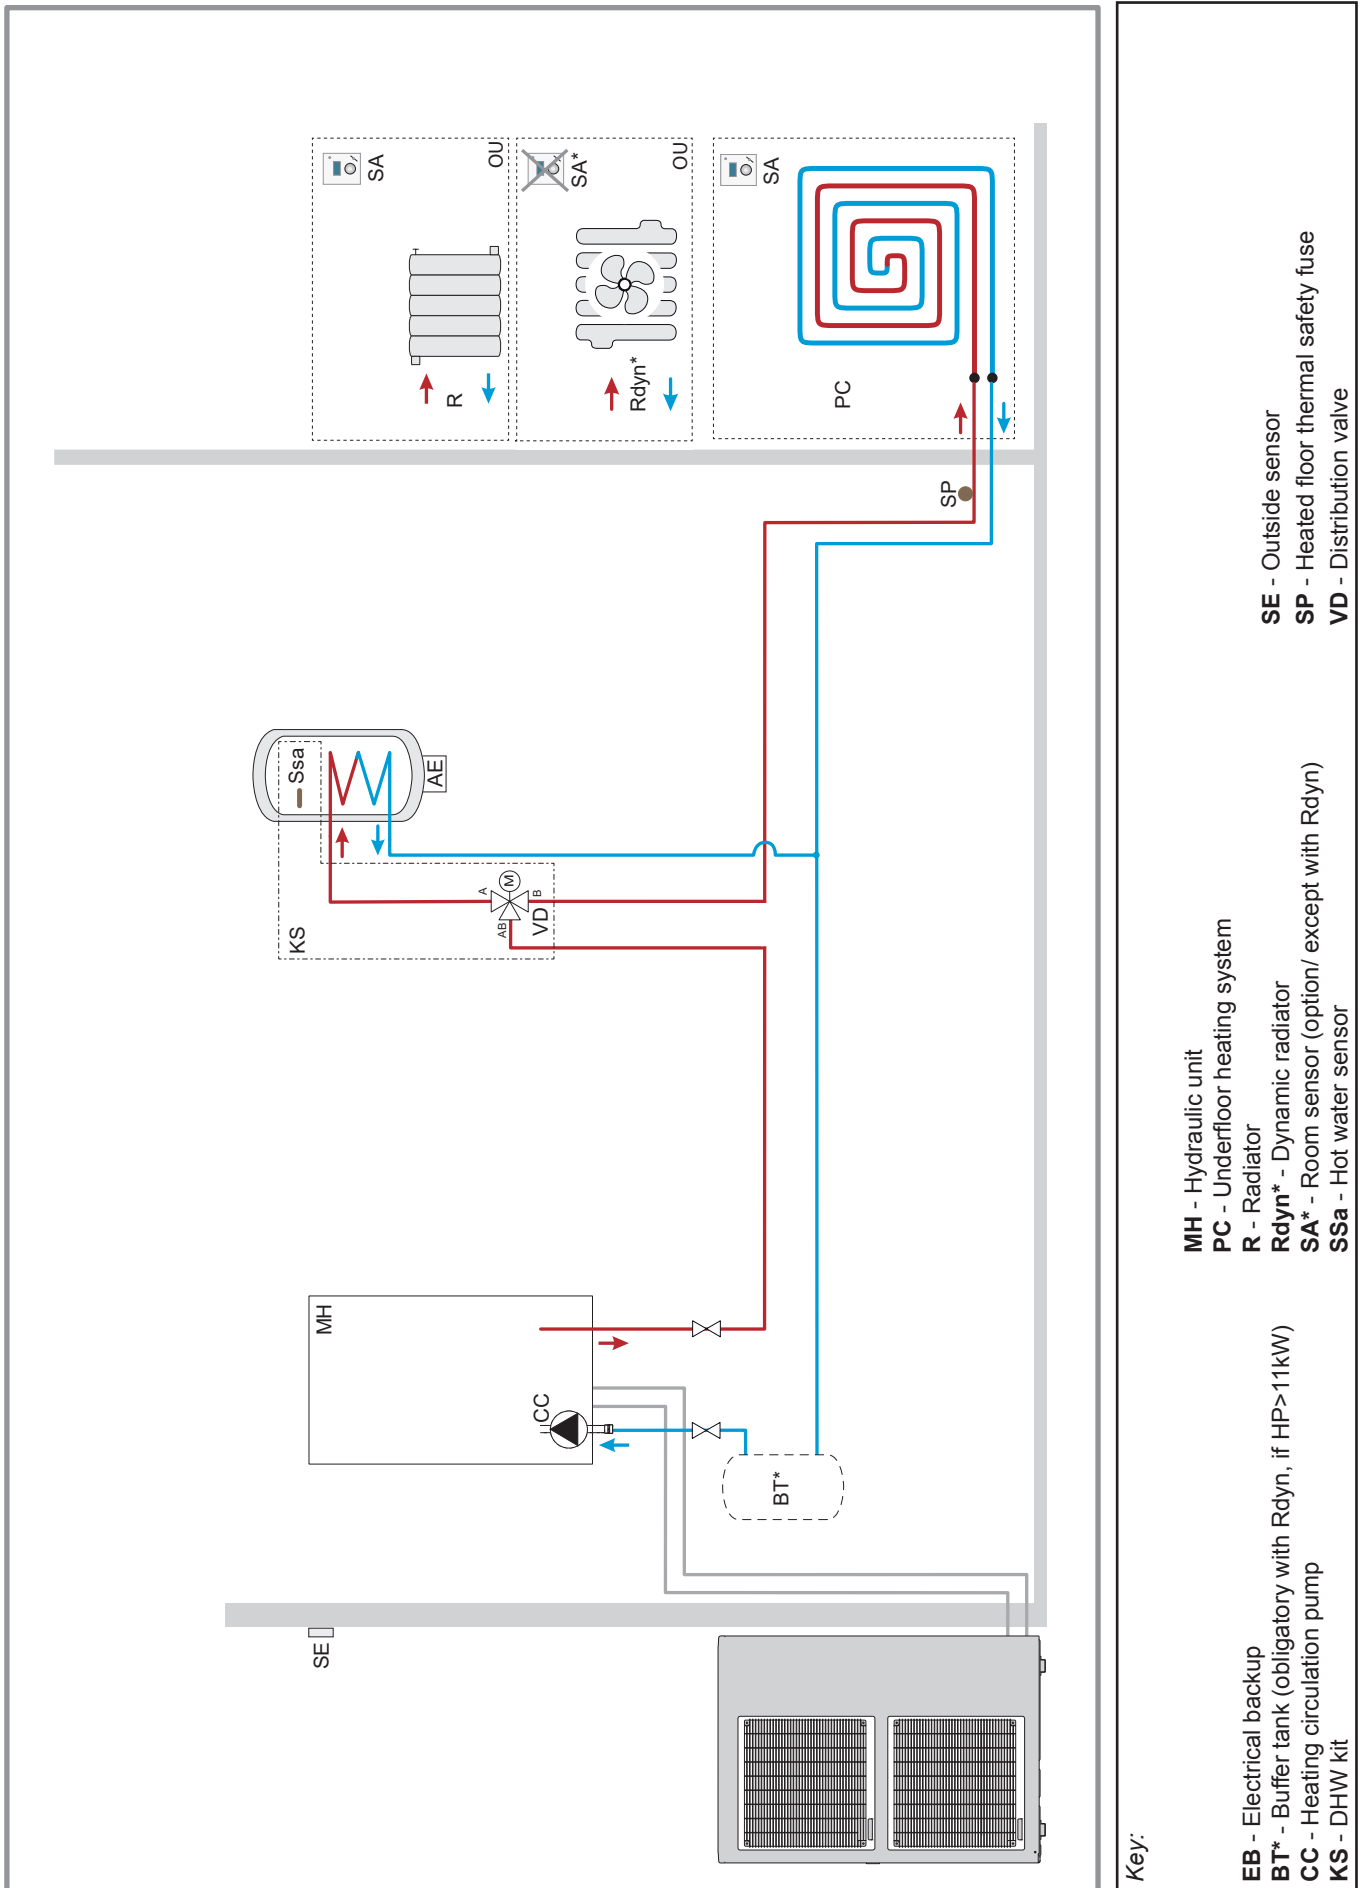 SE
MH
CC
BT*
KS
A
M
B
AB
VD
Ssa
AE
SP
SA
OU
R
SA*
OU
Rdyn*
SA
PC
Key:
EB - Electrical backup
BT* - Buffer tank (obligatory with Rdyn, if HP>11kW)
CC - Heating circulation pump
KS - DHW kit
MH - Hydraulic unit
PC - Underfloor heating system
R - Radiator
Rdyn* - Dynamic radiator
SA* - Room sensor (option/ except with Rdyn)
SSa - Hot water sensor
SE - Outside sensor
SP - Heated floor thermal safety fuse
VD - Distribution valve